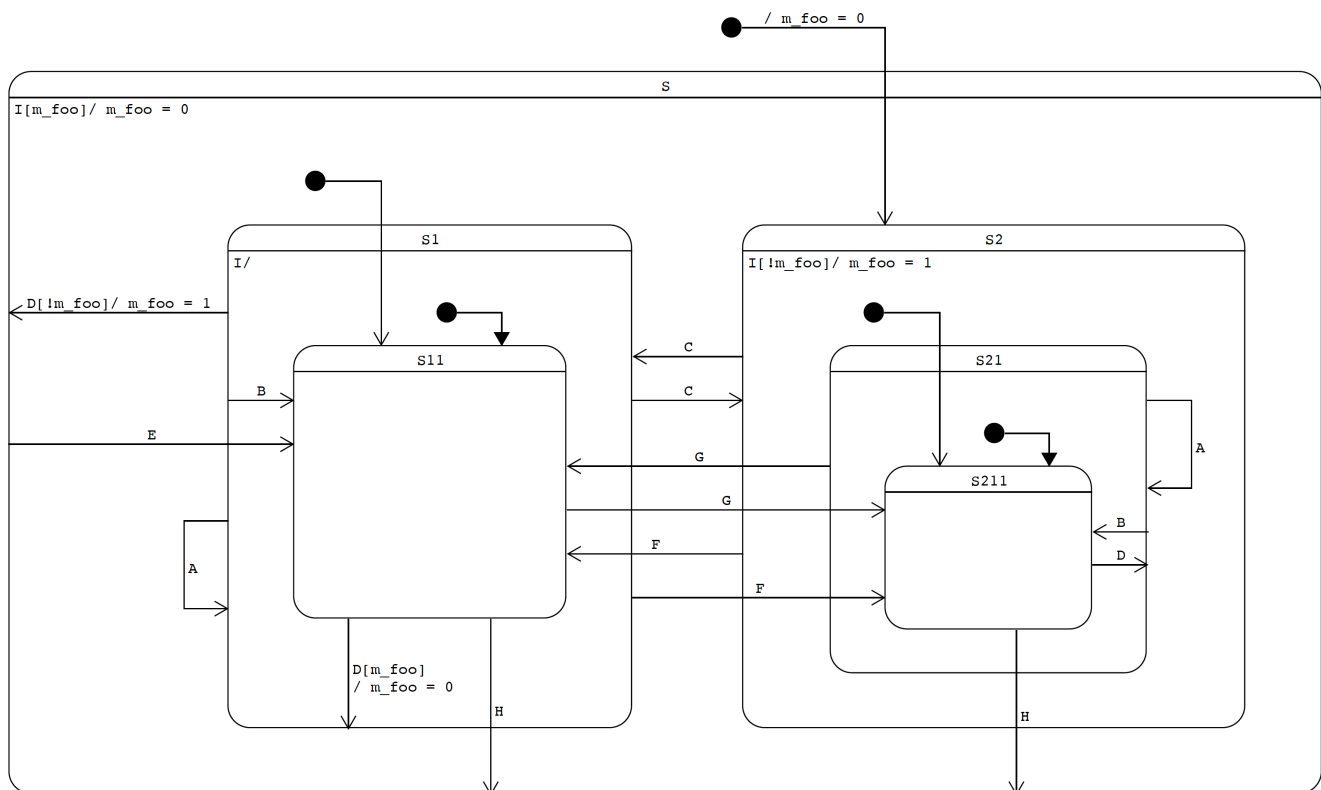 / m_foo = 0
S
I[m_foo]/ m_foo = 0
S1
S2
I/
I[!m_foo]/ m_foo = 1
D[!m_foo]/ m_foo = 1
S11
S21
C
B
C
E
G
A
S211
G
B
F
D
A
F
D[m_foo]
/ m_foo = 0
H
H